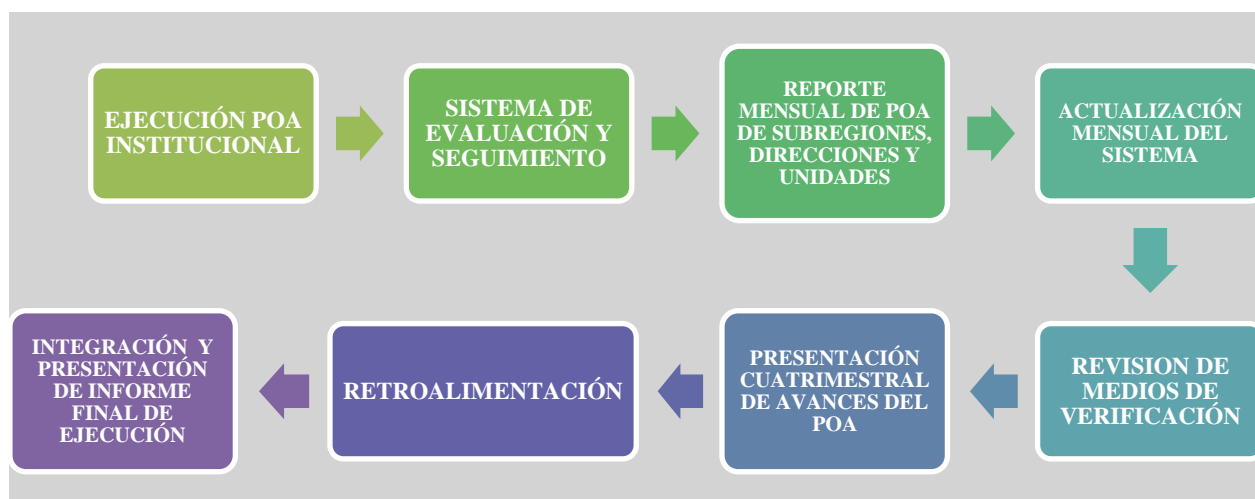 EJECUCIÓN POA
INSTITUCIONAL
SISTEMA DE
EVALUACIÓN Y
SEGUIMIENTO
REPORTE
MENSUAL DE POA
DE SUBREGIONES,
DIRECCIONES Y
UNIDADES
ACTUALIZACIÓN
MENSUAL DEL
SISTEMA
REVISION DE
MEDIOS DE
VERIFICACIÓN
PRESENTACIÓN
CUATRIMESTRAL
DE AVANCES DEL
POA
RETROALIMENTACIÓN
INTEGRACIÓN Y
PRESENTACIÓN
DE INFORME
FINAL DE
EJECUCIÓN